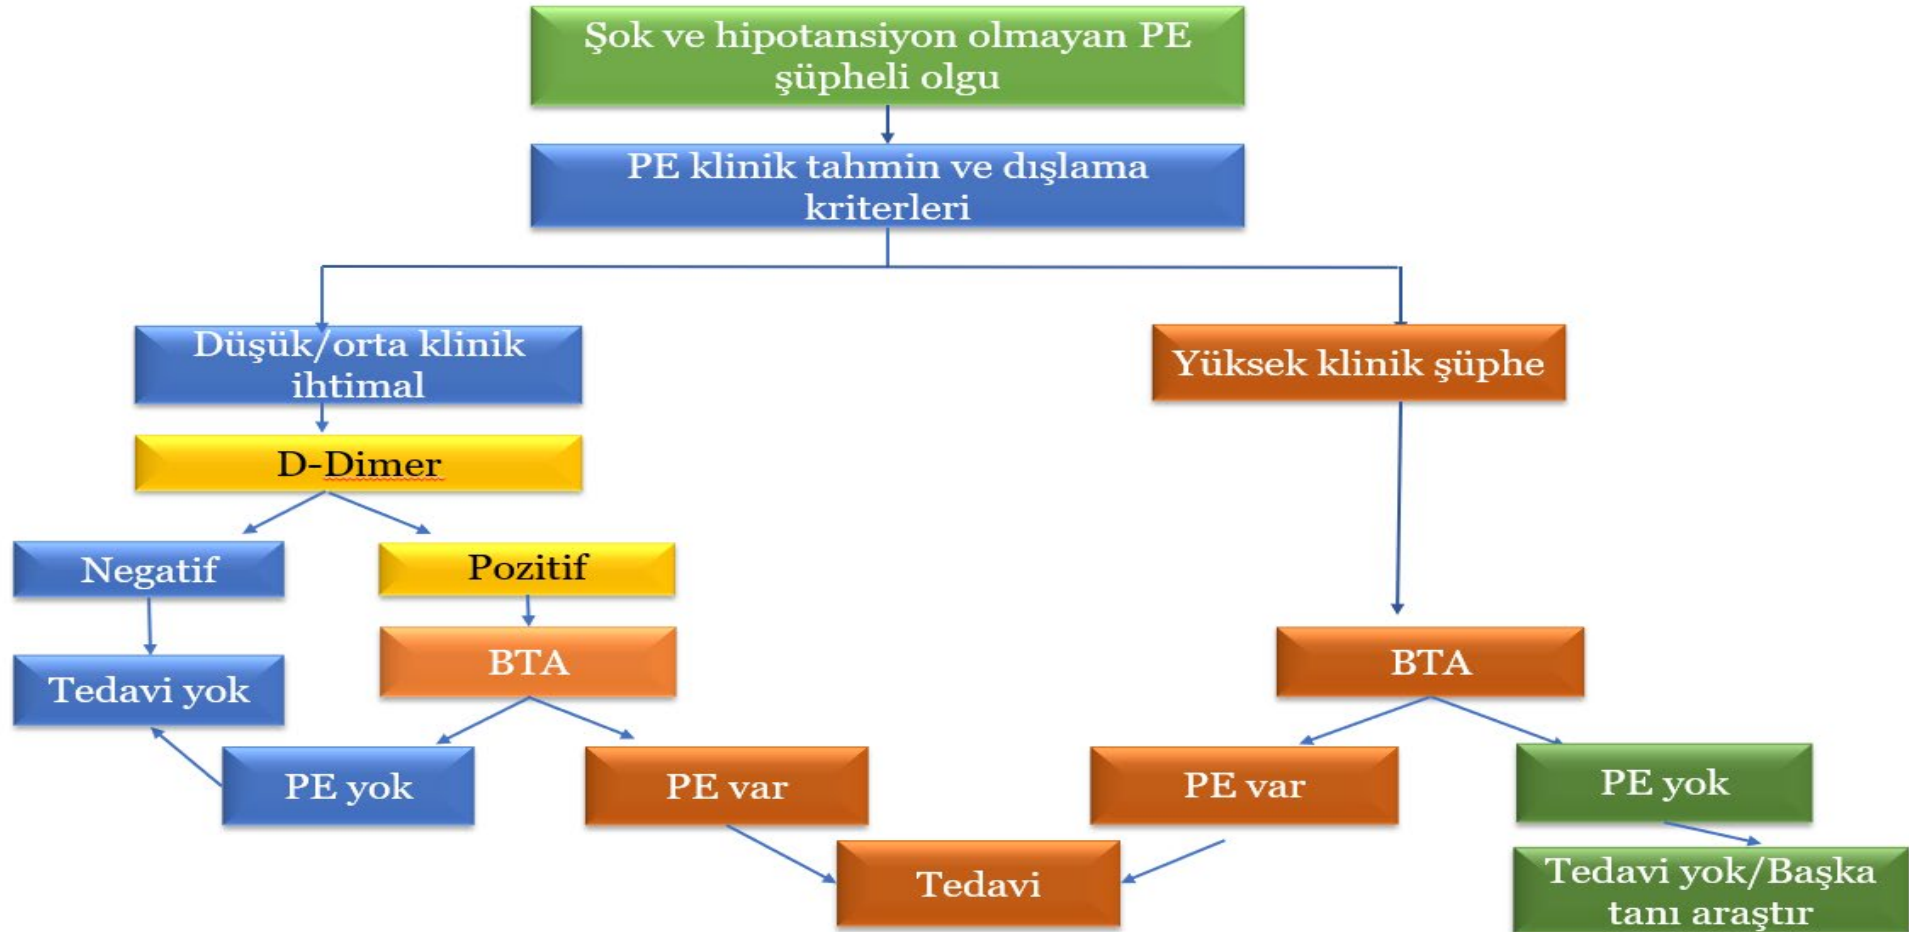 Şok ve hipotansiyon olmayan PE
şüpheli olgu
PE klinik tahmin ve dışlama
kriterleri
Düşük/orta klinik
ihtimal
Yüksek klinik şüphe
D-Dimer
Negatif
Pozitif
BTA
BTA
Tedavi yok
PE yok
PE var
PE var
PE yok
Tedavi
Tedavi yok/Başka
tanı araştır